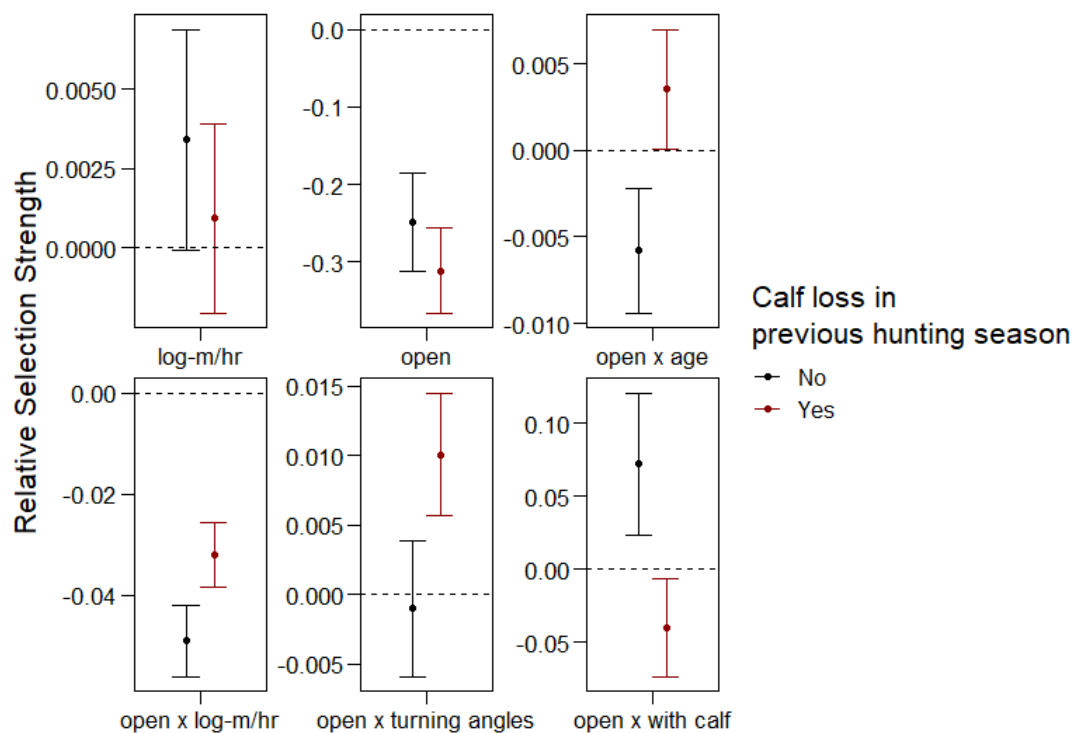 Relative Selection Strength
0.0050
0.0025
0.0000
log-m/hr
0.0
-0.1
-0.2
-0.3
open
0.005
0.000
-0.005
-0.010
open x age
0.00
-0.02
-0.04
open x log-m/hr
0.015
0.010
0.005
0.000
-0.005
open x turning angles
0.10
0.05
0.00
-0.05
open x with calf
Calf loss in
previous hunting season
No
Yes